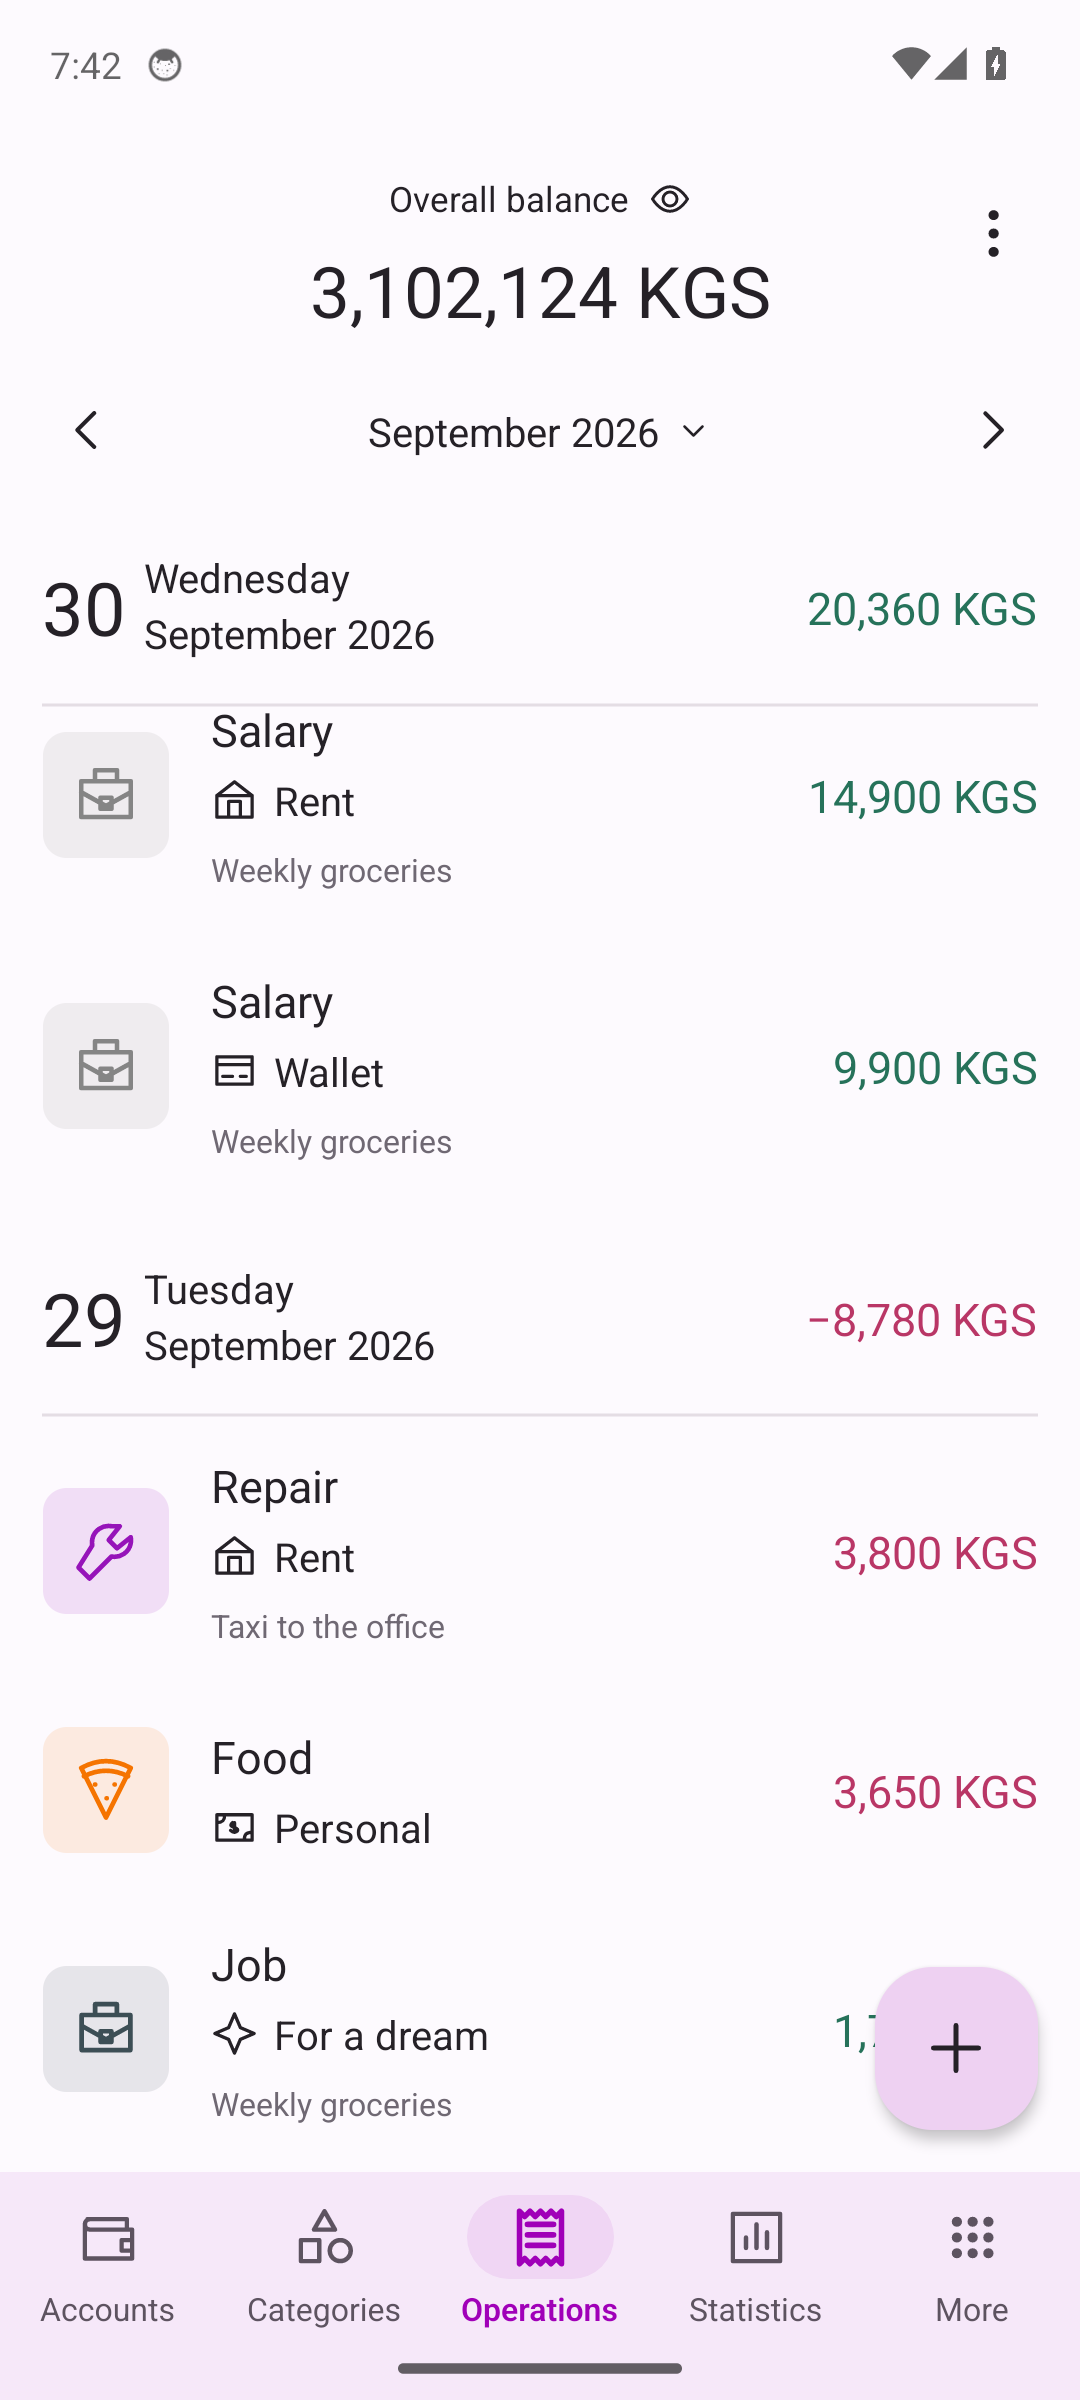 7:42
Overall balance
3,102,124 KGS
September 2026
30
Wednesday
September 2026
20,360 KGS
Salary
Rent
14,900 KGS
Weekly groceries
Salary
Wallet
9,900 KGS
Weekly groceries
29
Tuesday
September 2026
−8,780 KGS
Repair
Rent
3,800 KGS
Taxi to the office
Food
Personal
3,650 KGS
Job
For a dream
Weekly groceries
Accounts
Categories
Operations
Statistics
More